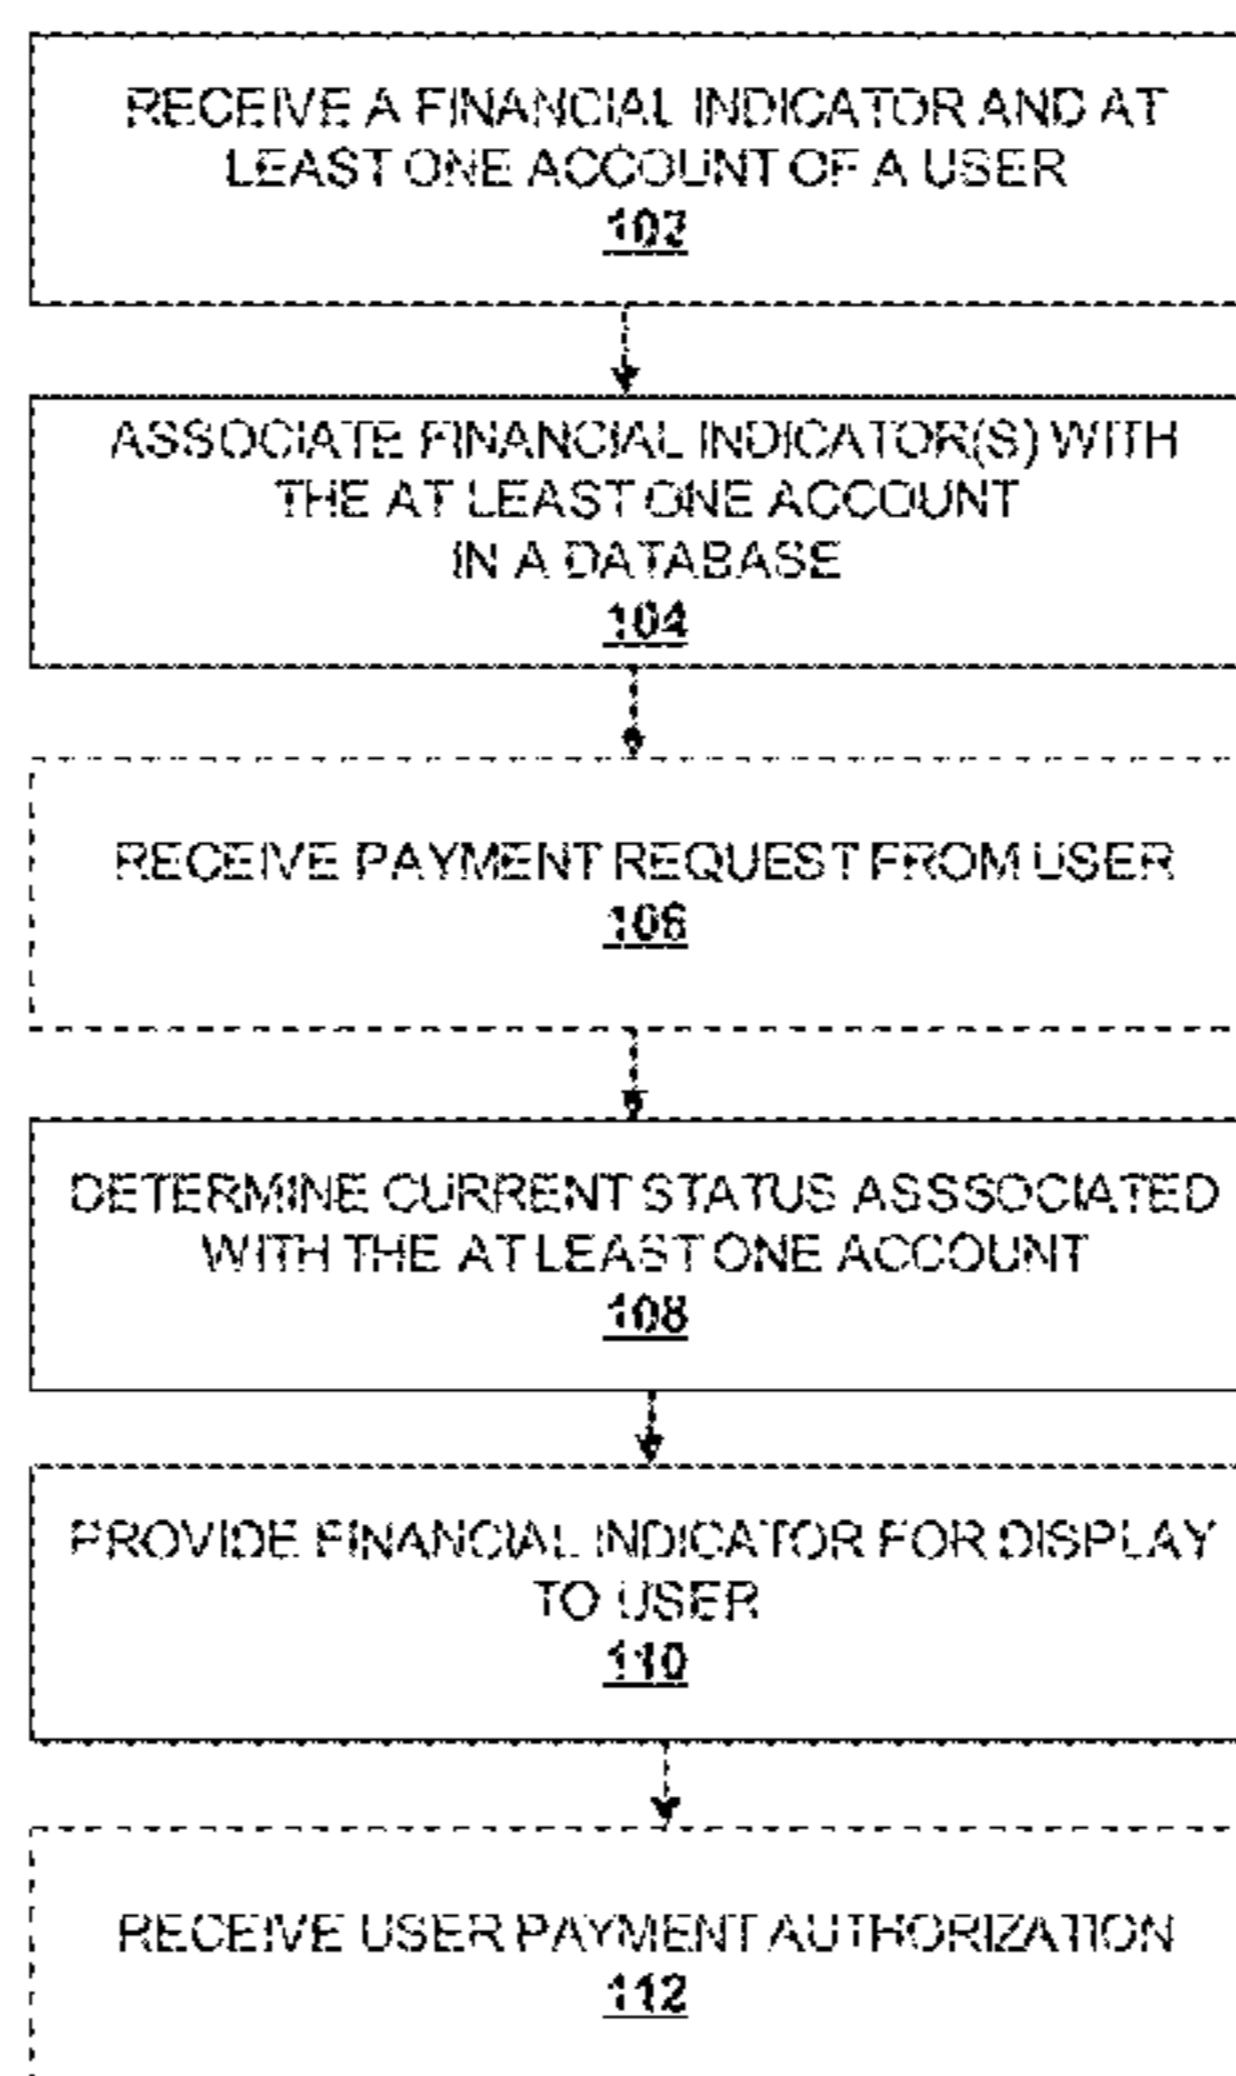 RECEIVE A FINANCIAL INDICATOR AND AT
LEAST ONE ACCOUNT OF A USER
102
ASSOCIATE FINANCIAL INDICATOR(S) WITH
THE AT LEAST ONE ACCOUNT
IN A DATABASE
104
RECEIVE PAYMENT REQUEST FROM USER
106
DETERMINE CURRENT STATUS ASSSOCIATED
WITH THE AT LEAST ONE ACCOUNT
108
PROVIDE FINANCIAL INDICATOR FOR DISPLAY
TO USER
110
RECEIVE USER PAYMENT AUTHORIZATION
112